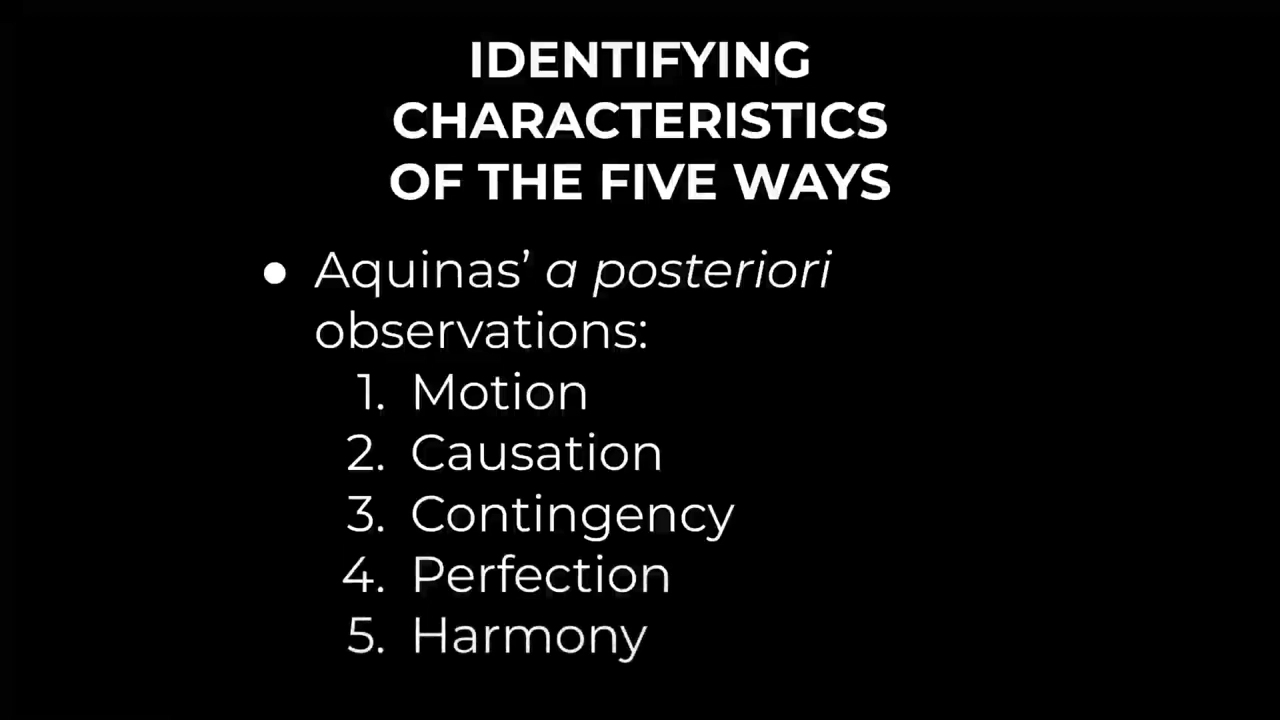 IDENTIFYING
CHARACTERISTICS
OF THE FIVE WAYS
● Aquinas’ a posteriori
observations:
1. Motion
2. Causation
3. Contingency
4. Perfection
5. Harmony